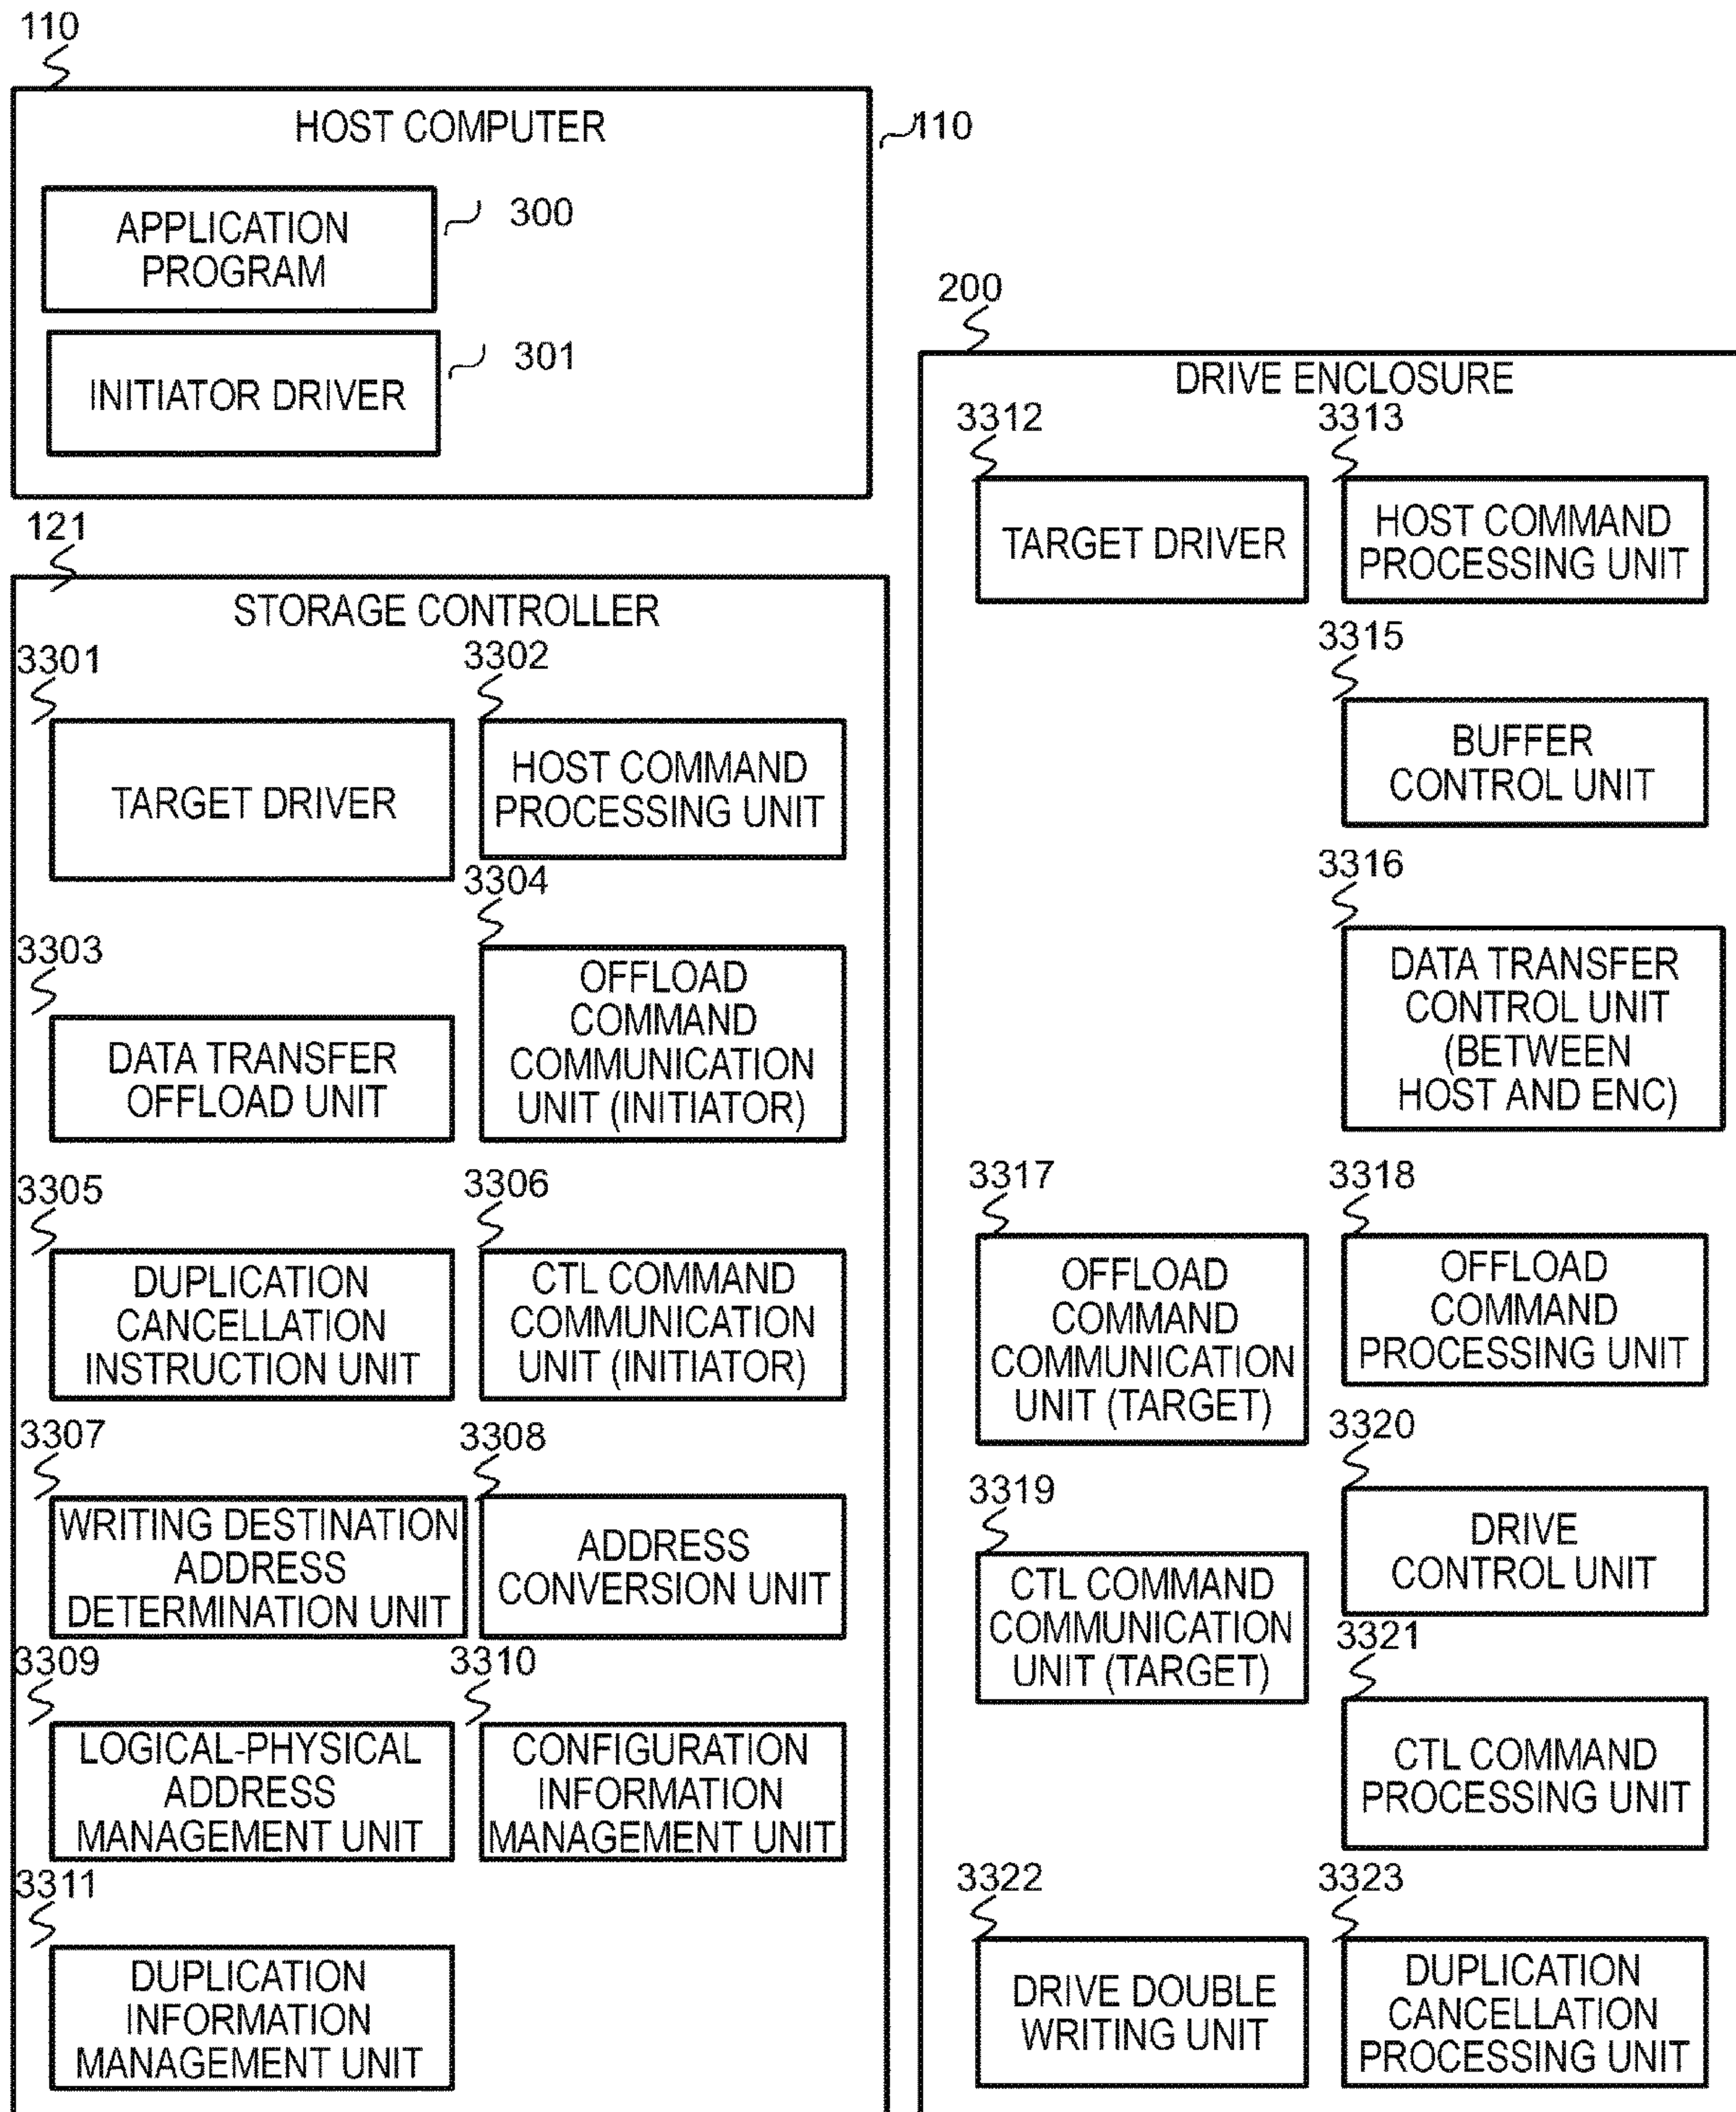 110
HOST COMPUTER
110
APPLICATION
PROGRAM
300
INITIATOR DRIVER
301
121
STORAGE CONTROLLER
3301
TARGET DRIVER
3302
HOST COMMAND
PROCESSING UNIT
3303
DATA TRANSFER
OFFLOAD UNIT
3304
OFFLOAD
COMMAND
COMMUNICATION
UNIT (INITIATOR)
3305
DUPLICATION
CANCELLATION
INSTRUCTION UNIT
3306
CTL COMMAND
COMMUNICATION
UNIT (INITIATOR)
3307
WRITING DESTINATION
ADDRESS
DETERMINATION UNIT
3308
ADDRESS
CONVERSION UNIT
3309
LOGICAL-PHYSICAL
ADDRESS
MANAGEMENT UNIT
3310
CONFIGURATION
INFORMATION
MANAGEMENT UNIT
3311
DUPLICATION
INFORMATION
MANAGEMENT UNIT
200
DRIVE ENCLOSURE
3312
TARGET DRIVER
3313
HOST COMMAND
PROCESSING UNIT
3315
BUFFER
CONTROL UNIT
3316
DATA TRANSFER
CONTROL UNIT
(BETWEEN
HOST AND ENC)
3317
OFFLOAD
COMMAND
COMMUNICATION
UNIT (TARGET)
3318
OFFLOAD
COMMAND
PROCESSING UNIT
3319
CTL COMMAND
COMMUNICATION
UNIT (TARGET)
3320
DRIVE
CONTROL UNIT
3321
CTL COMMAND
PROCESSING UNIT
3322
DRIVE DOUBLE
WRITING UNIT
3323
DUPLICATION
CANCELLATION
PROCESSING UNIT